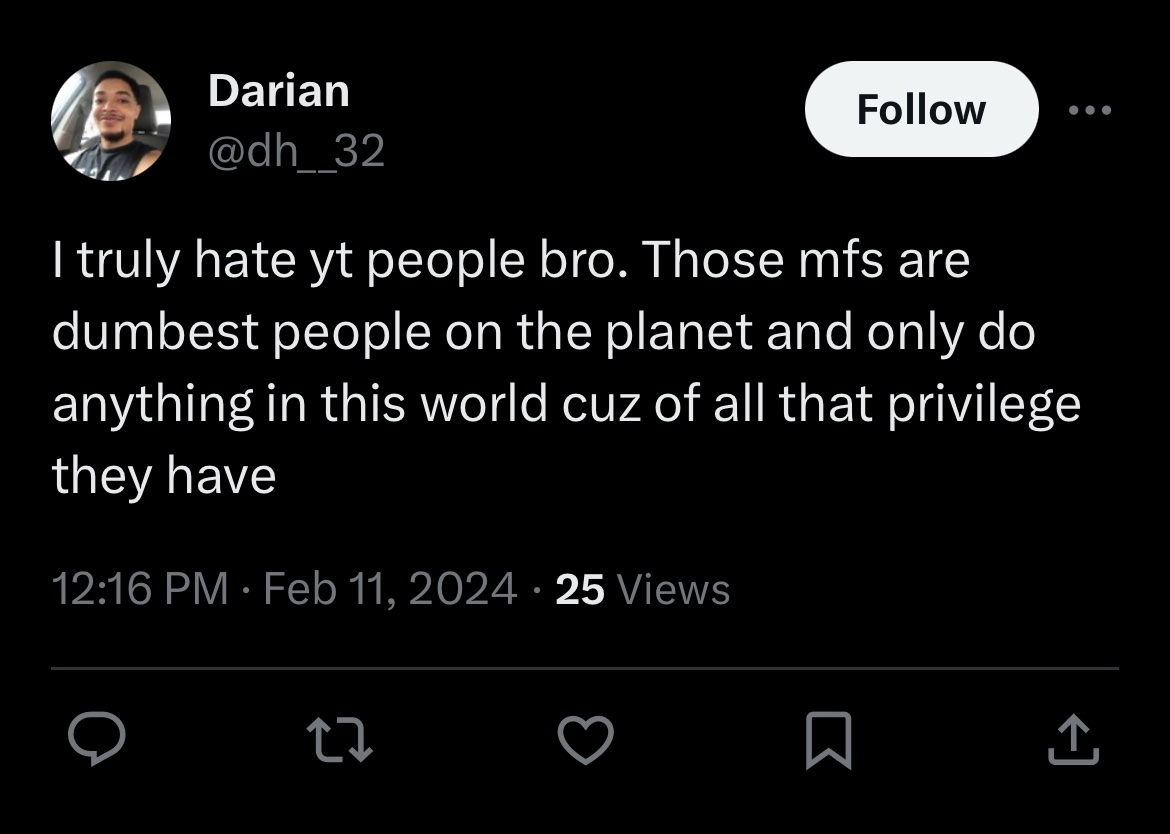 Darian
@dh__32
Follow
I truly hate yt people bro. Those mfs are
dumbest people on the planet and only do
anything in this world cuz of all that privilege
they have
12:16 PM · Feb 11, 2024 · 25 Views